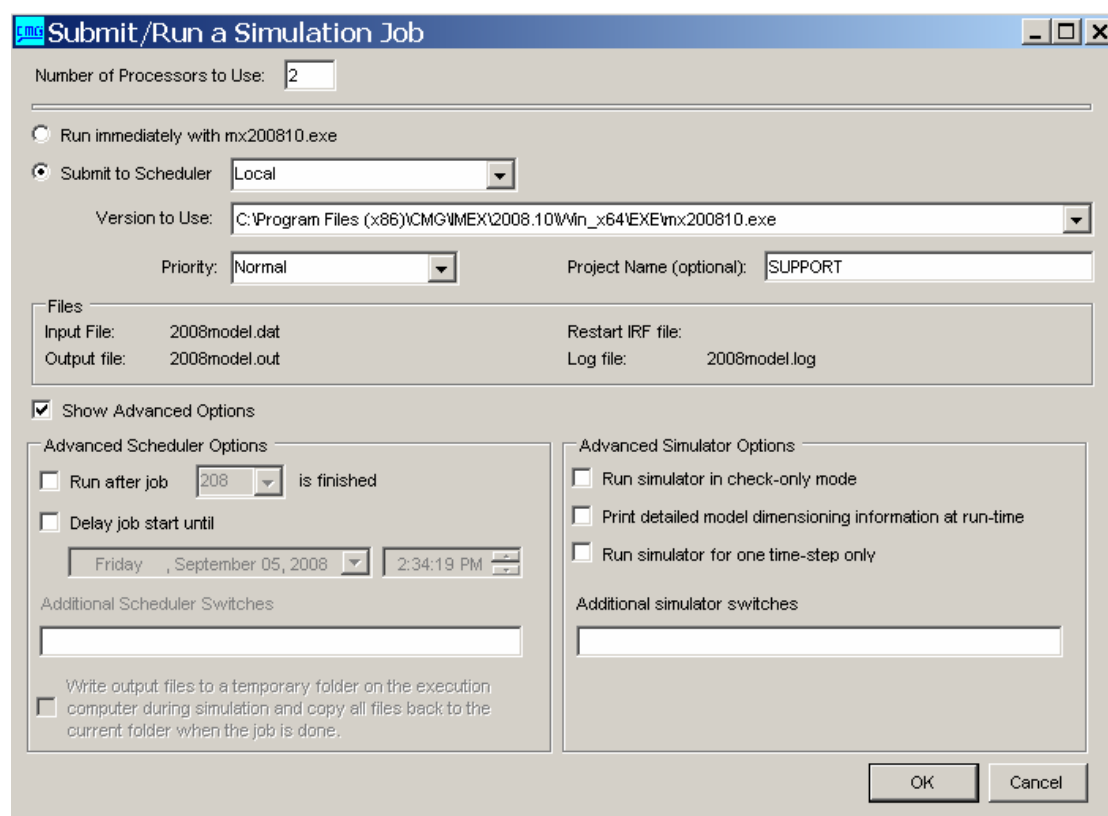 CMG Submit/Run a Simulation Job
Number of Processors to Use: 2
Run immediately with mx200810.exe
Submit to Scheduler Local
Version to Use: C:\Program Files (x86)\CMG\IMEX\2008.10\Win_x64\EXE\mx200810.exe
Priority: Normal Project Name (optional): SUPPORT
Files
Input File: 2008model.dat Restart IRF file:
Output file: 2008model.out Log file: 2008model.log
Show Advanced Options
Advanced Scheduler Options
Run after job 208 is finished
Delay job start until
Friday , September 05, 2008 2:34:19 PM
Additional Scheduler Switches
Write output files to a temporary folder on the execution
computer during simulation and copy all files back to the
current folder when the job is done.
Advanced Simulator Options
Run simulator in check-only mode
Print detailed model dimensioning information at run-time
Run simulator for one time-step only
Additional simulator switches
OK Cancel